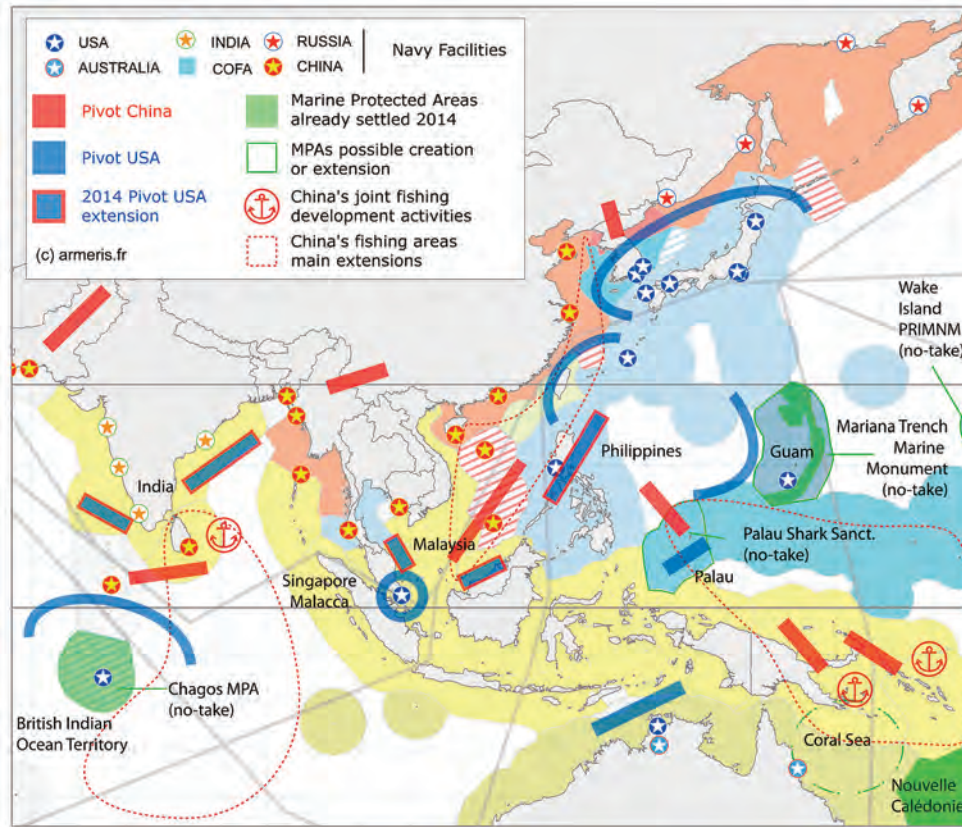 USA
INDIA
RUSSIA
Navy Facilities
AUSTRALIA
COFA
CHINA
Pivot China
Marine Protected Areas
already settled 2014
Pivot USA
MPAs possible creation
or extension
2014 Pivot USA
extension
China's joint fishing
development activities
(c) armeris.fr
China's fishing areas
main extensions
Wake
Island
PRIMNM
(no-take)
Philippines
Guam
Mariana Trench
Marine
Monument
(no-take)
India
Malaysia
Palau Shark Sanct.
(no-take)
Palau
Singapore
Malacca
Chagos MPA
(no-take)
British Indian
Ocean Territory
Coral Sea
Nouvelle
Calédonie